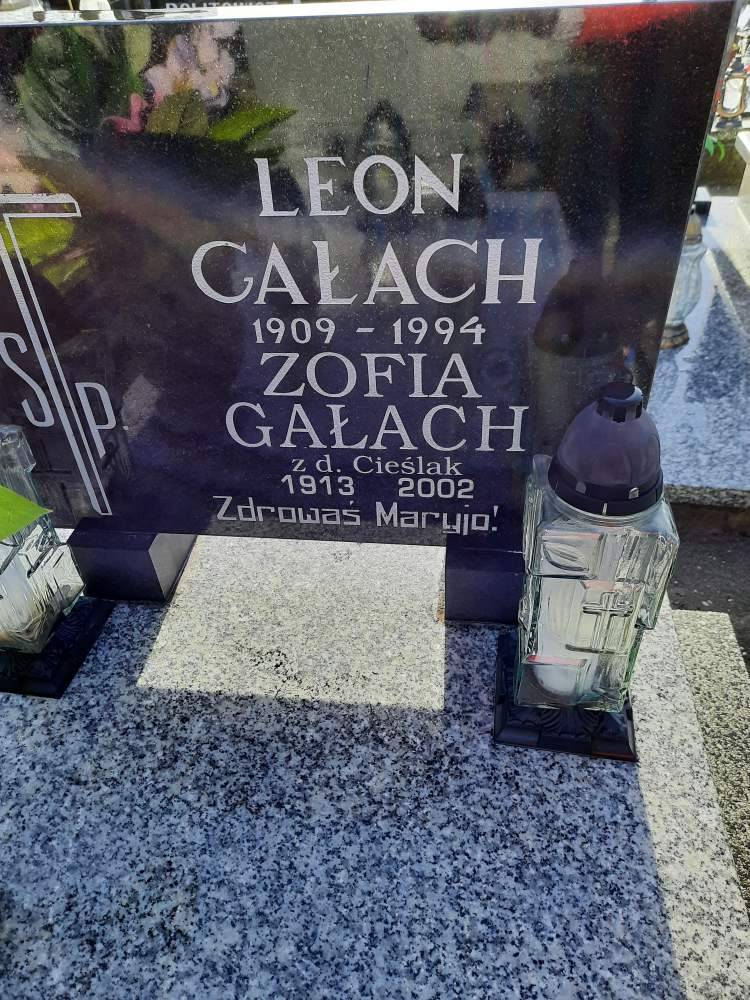 LEON
GAŁACH
1909 - 1994
ZOFIA
GAŁACH
z d. Cieślak
1913 2002
Zdrowaś Maryjo!
S P.